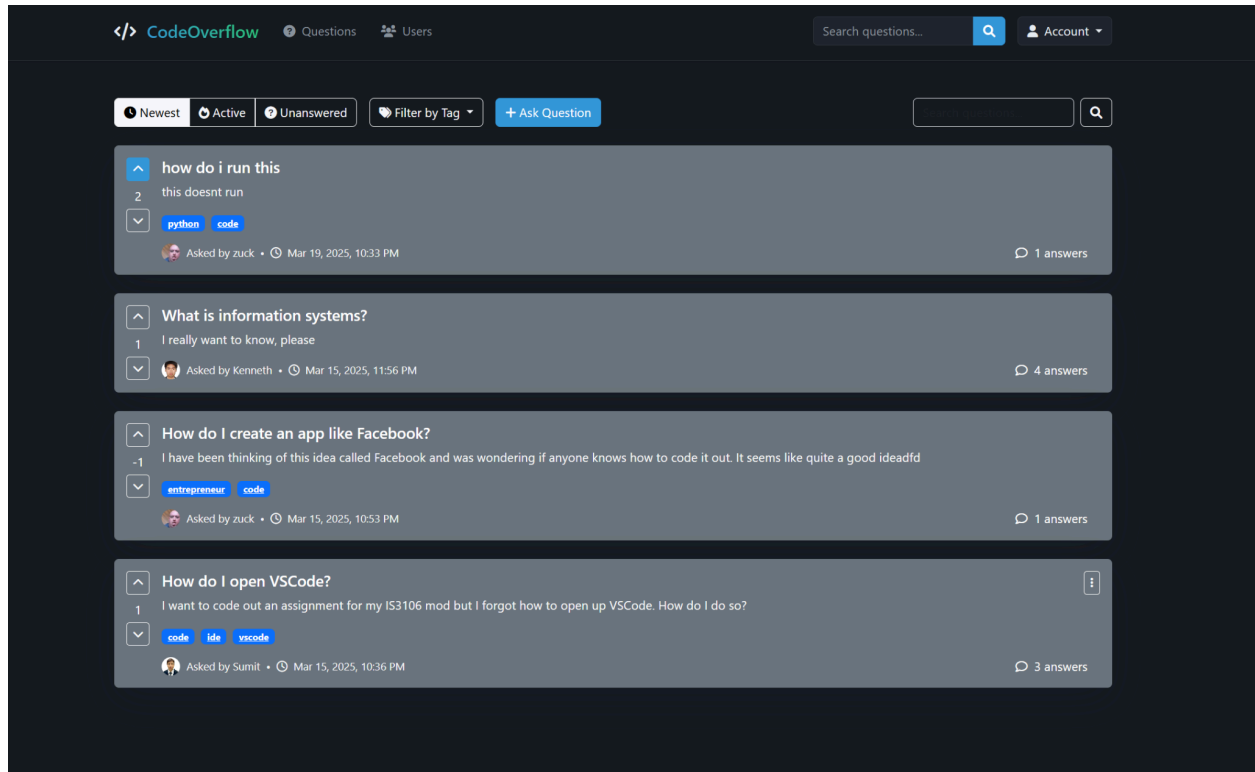 </> CodeOverflow Questions Users Search questions... Account
Newest Active Unanswered Filter by Tag + Ask Question Search questions...
how do i run this
2 this doesnt run
python code
Asked by zuck • Mar 19, 2025, 10:33 PM 1 answers
What is information systems?
1 I really want to know, please
Asked by Kenneth • Mar 15, 2025, 11:56 PM 4 answers
How do I create an app like Facebook?
-1 I have been thinking of this idea called Facebook and was wondering if anyone knows how to code it out. It seems like quite a good ideadfd
entrepreneur code
Asked by zuck • Mar 15, 2025, 10:53 PM 1 answers
How do I open VSCode?
1 I want to code out an assignment for my IS3106 mod but I forgot how to open up VSCode. How do I do so?
code ide vscode
Asked by Sumit • Mar 15, 2025, 10:36 PM 3 answers